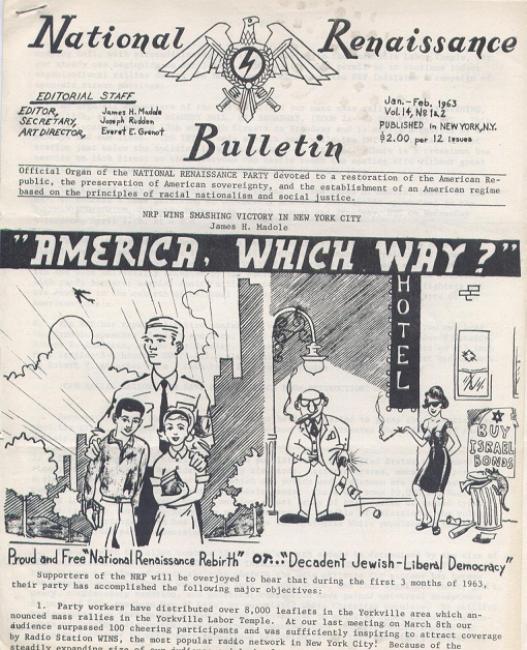 National Renaissance
EDITORIAL STAFF
EDITOR, James H. Madole
SECRETARY, Joseph Rudden
ART DIRECTOR, Everet E. Grenot
Jan.-Feb. 1963
Vol. 14, Nº 1&2
PUBLISHED in NEW YORK, N.Y.
$2.00 per 12 issues
Bulletin
Official Organ of the NATIONAL RENAISSANCE PARTY devoted to a restoration of the American Re-
public, the preservation of American sovereignty, and the establishment of an American regime
based on the principles of racial nationalism and social justice.
NRP WINS SMASHING VICTORY IN NEW YORK CITY
James H. Madole
"AMERICA, WHICH WAY?"
HOTEL
BUY
ISRAEL
BONDS
Proud and Free "National Renaissance Rebirth" or..."Decadent Jewish-Liberal Democracy"
Supporters of the NRP will be overjoyed to hear that during the first 3 months of 1963,
their party has accomplished the following major objectives:
1. Party workers have distributed over 8,000 leaflets in the Yorkville area which an-
nounced mass rallies in the Yorkville Labor Temple. At our last meeting on March 8th our
audience surpassed 100 cheering participants and was sufficiently inspiring to attract coverage
by Radio Station WINS, the most popular radio network in New York City! Because of the
steadily expanding size of our